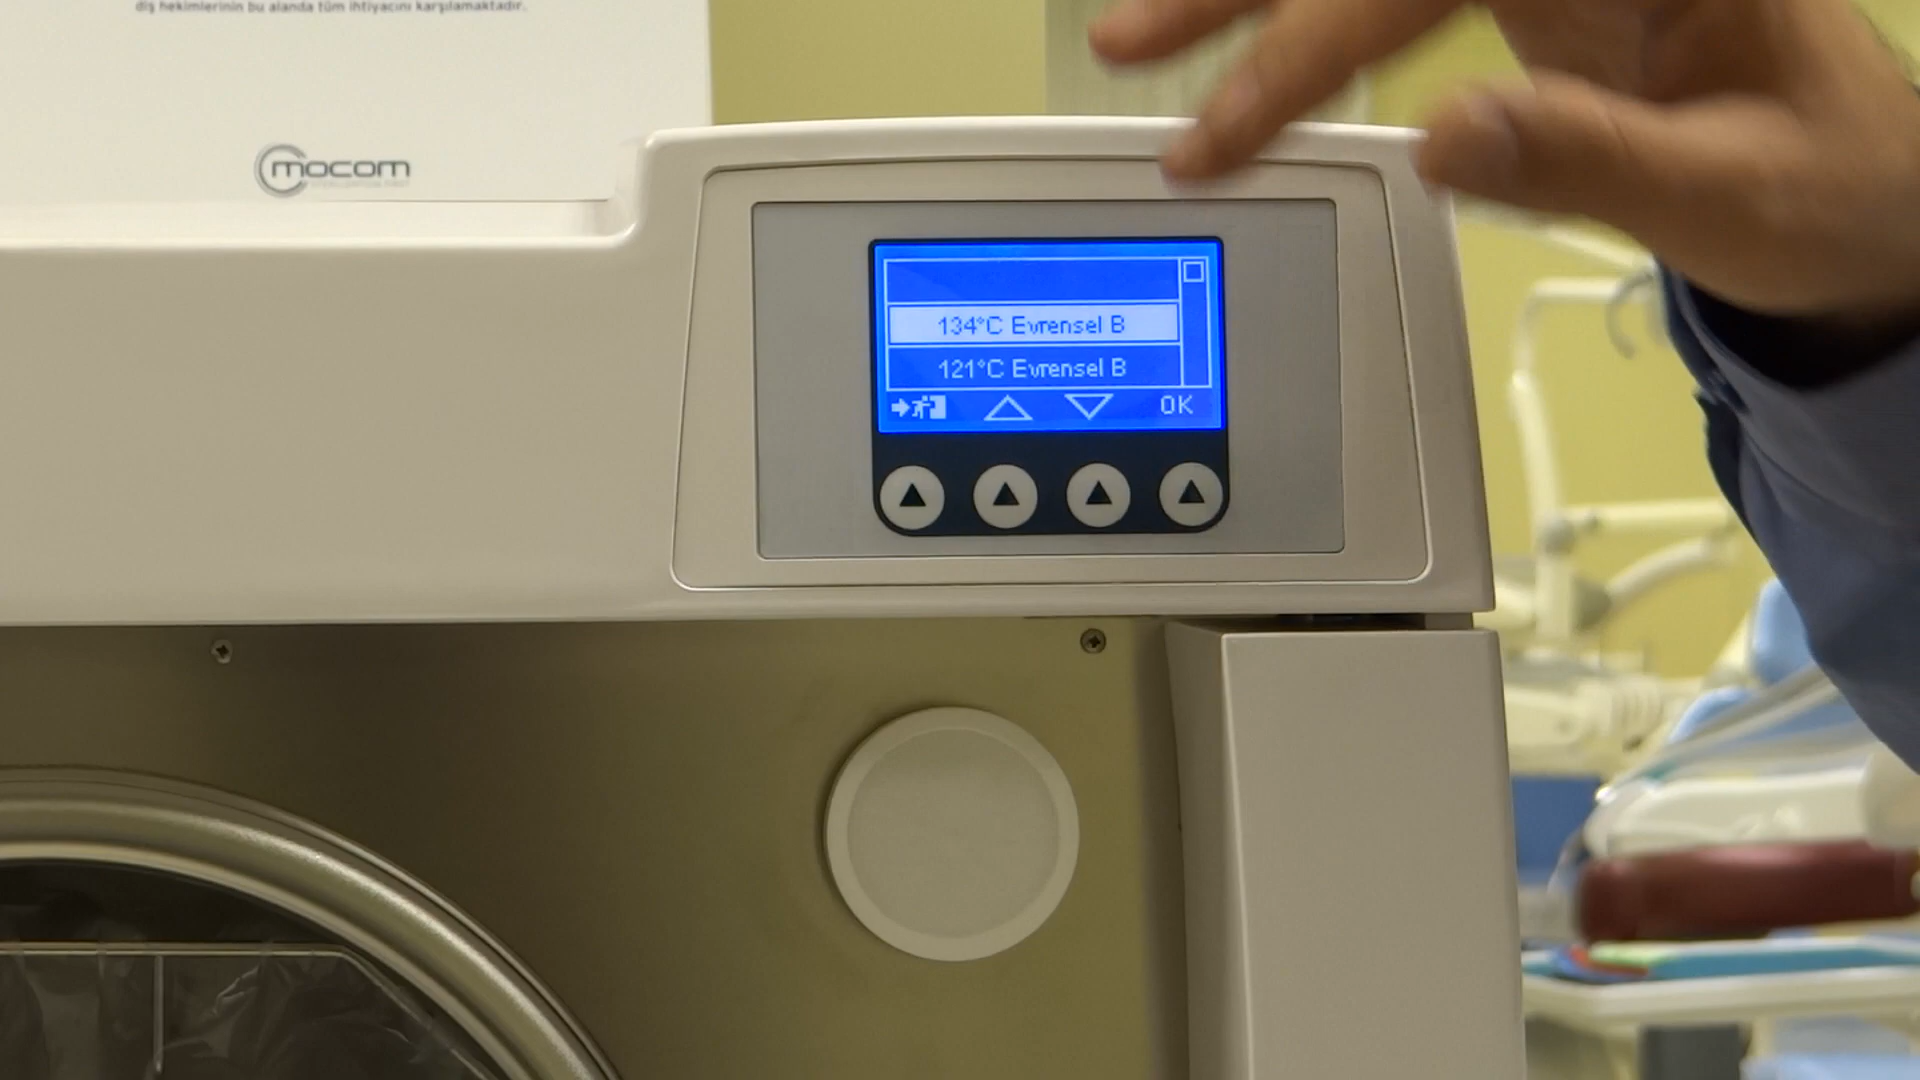 diş hekimlerinin bu alanda tüm ihtiyacını karşılamaktadır.
mocom
134°C Evrensel B
121°C Evrensel B
OK